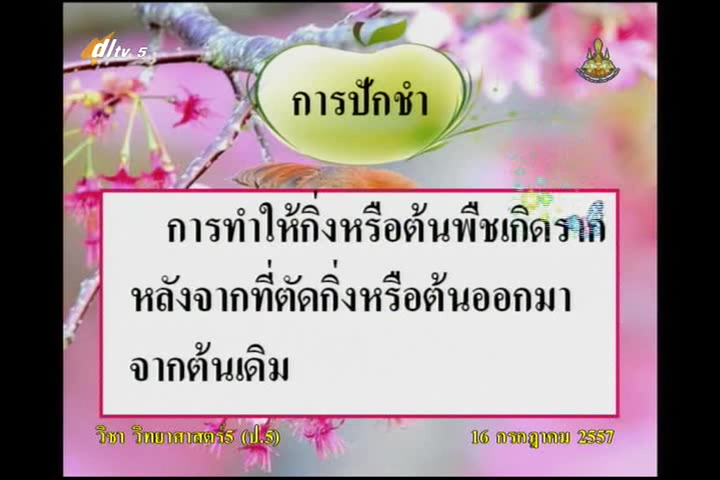 dltv. 5
การปักชำ
การทำให้กิ่งหรือต้นพืชเกิดราก
หลังจากที่ตัดกิ่งหรือต้นออกมา
จากต้นเดิม
วิชา วิทยาศาสตร์5 (ป.5) 16 กรกฎาคม 2557